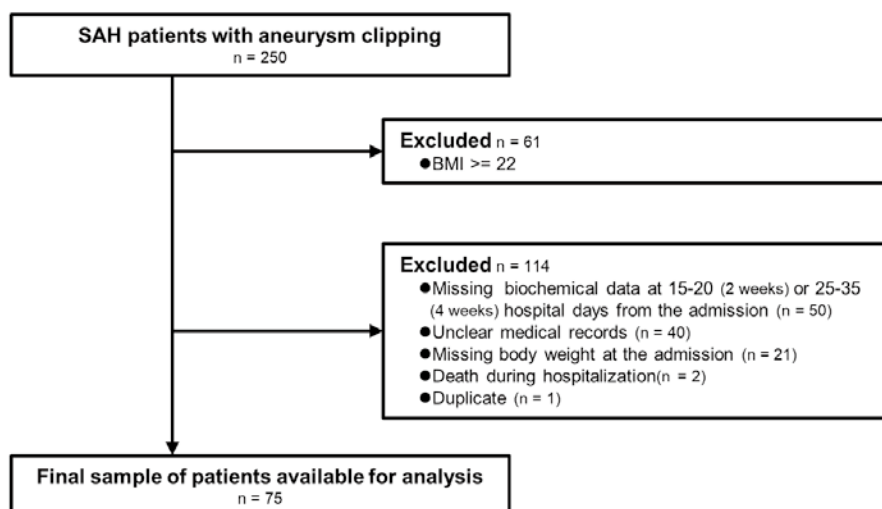 SAH patients with aneurysm clipping
n = 250
Excluded n = 61
●BMI >= 22
Excluded n = 114
●Missing biochemical data at 15-20 (2 weeks) or 25-35
(4 weeks) hospital days from the admission (n = 50)
●Unclear medical records (n = 40)
●Missing body weight at the admission (n = 21)
●Death during hospitalization(n = 2)
●Duplicate (n = 1)
Final sample of patients available for analysis
n = 75